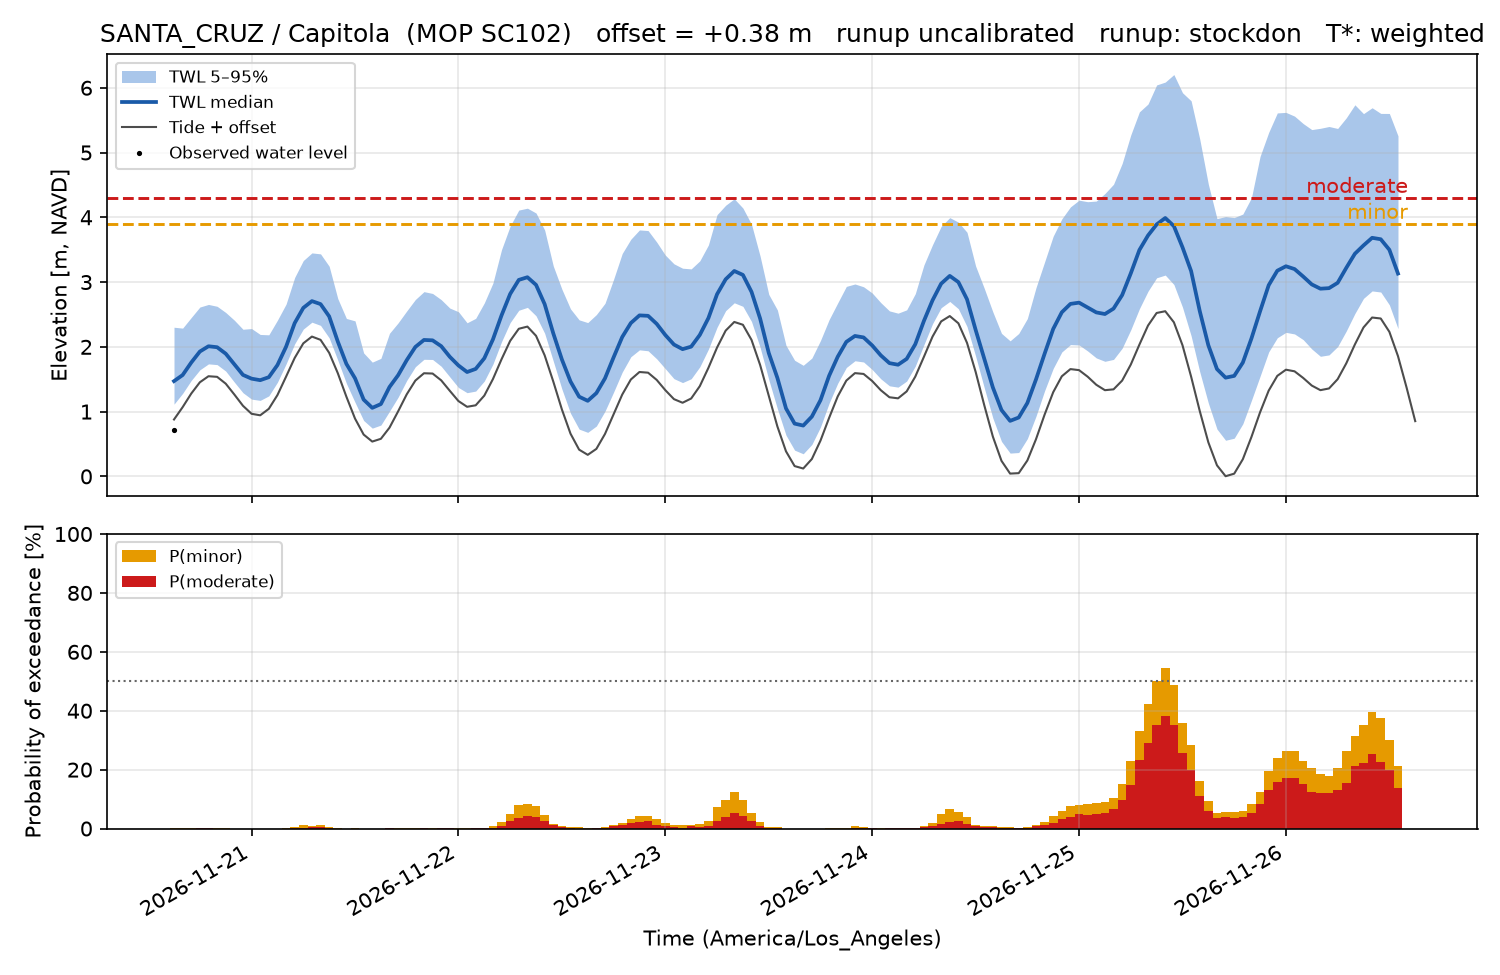 SANTA_CRUZ / Capitola (MOP SC102) offset = +0.38 m runup uncalibrated runup: stockdon T*: weighted
TWL 5–95%
TWL median
Tide + offset
Observed water level
moderate
minor
Elevation [m, NAVD]
6
5
4
3
2
1
0
P(minor)
P(moderate)
Probability of exceedance [%]
100
80
60
40
20
0
2026-11-21
2026-11-22
2026-11-23
2026-11-24
2026-11-25
2026-11-26
Time (America/Los_Angeles)